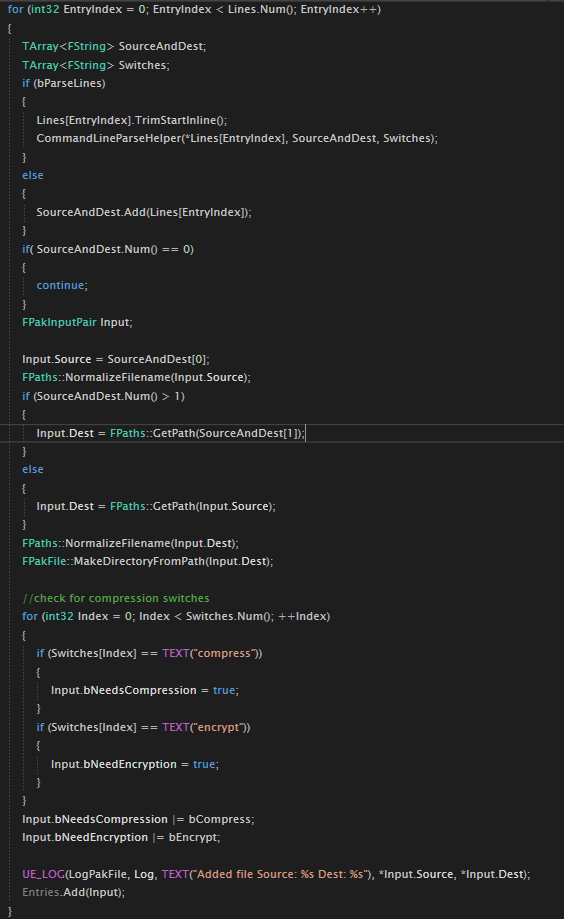 for (int32 EntryIndex = 0; EntryIndex < Lines.Num(); EntryIndex++)
{
TArray<FString> SourceAndDest;
TArray<FString> Switches;
if (bParseLines)
{
Lines[EntryIndex].TrimStartInline();
CommandLineParseHelper(*Lines[EntryIndex], SourceAndDest, Switches);
}
else
{
SourceAndDest.Add(Lines[EntryIndex]);
}
if( SourceAndDest.Num() == 0)
{
continue;
}
FPakInputPair Input;
Input.Source = SourceAndDest[0];
FPaths::NormalizeFilename(Input.Source);
if (SourceAndDest.Num() > 1)
{
Input.Dest = FPaths::GetPath(SourceAndDest[1]);
}
else
{
Input.Dest = FPaths::GetPath(Input.Source);
}
FPaths::NormalizeFilename(Input.Dest);
FPakFile::MakeDirectoryFromPath(Input.Dest);
//check for compression switches
for (int32 Index = 0; Index < Switches.Num(); ++Index)
{
if (Switches[Index] == TEXT("compress"))
{
Input.bNeedsCompression = true;
}
if (Switches[Index] == TEXT("encrypt"))
{
Input.bNeedEncryption = true;
}
}
Input.bNeedsCompression |= bCompress;
Input.bNeedEncryption |= bEncrypt;
UE_LOG(LogPakFile, Log, TEXT("Added file Source: %s Dest: %s"), *Input.Source, *Input.Dest);
Entries.Add(Input);
}